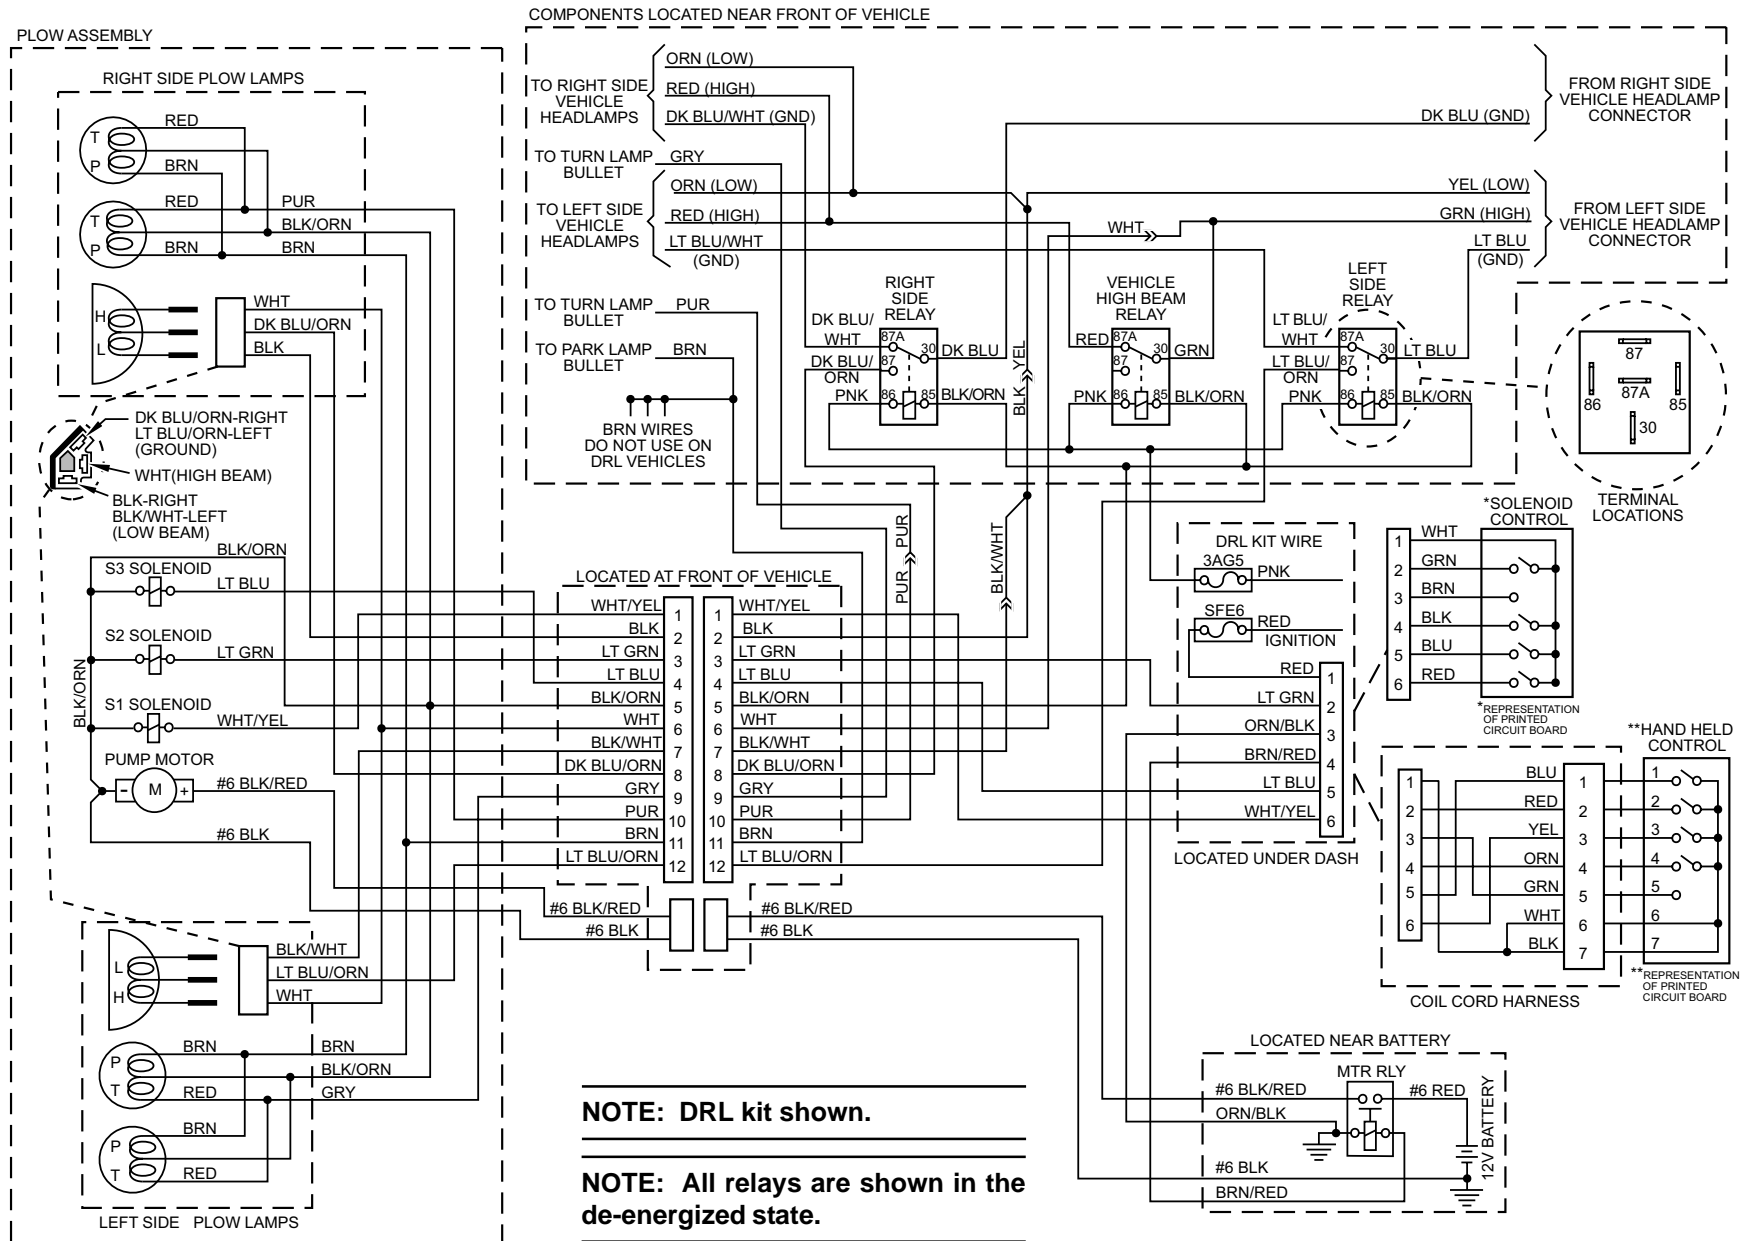 COMPONENTS LOCATED NEAR FRONT OF VEHICLE
PLOW ASSEMBLY
RIGHT SIDE PLOW LAMPS
T
P
RED
BRN
T
P
RED
BRN
PUR
BLK/ORN
BRN
H
L
WHT
DK BLU/ORN
BLK
DK BLU/ORN-RIGHT
LT BLU/ORN-LEFT
(GROUND)
WHT(HIGH BEAM)
BLK-RIGHT
BLK/WHT-LEFT
(LOW BEAM)
BLK/ORN
S3 SOLENOID
LT BLU
S2 SOLENOID
LT GRN
BLK/ORN
S1 SOLENOID
WHT/YEL
PUMP MOTOR
- M +
#6 BLK/RED
#6 BLK
L
H
BLK/WHT
LT BLU/ORN
WHT
P
T
BRN
RED
BRN
BLK/ORN
GRY
P
T
BRN
RED
LEFT SIDE PLOW LAMPS
TO RIGHT SIDE
VEHICLE
HEADLAMPS
ORN (LOW)
RED (HIGH)
DK BLU/WHT (GND)
TO TURN LAMP
BULLET
GRY
TO LEFT SIDE
VEHICLE
HEADLAMPS
ORN (LOW)
RED (HIGH)
LT BLU/WHT
(GND)
TO TURN LAMP
BULLET
PUR
TO PARK LAMP
BULLET
BRN
BRN WIRES
DO NOT USE ON
DRL VEHICLES
FROM RIGHT SIDE
VEHICLE HEADLAMP
CONNECTOR
DK BLU (GND)
YEL (LOW)
GRN (HIGH)
LT BLU
(GND)
FROM LEFT SIDE
VEHICLE HEADLAMP
CONNECTOR
WHT
RIGHT
SIDE
RELAY
DK BLU/
WHT
DK BLU/
ORN
PNK
87A
87
30
86
85
DK BLU
BLK/ORN
BLK YEL
VEHICLE
HIGH BEAM
RELAY
RED
PNK
87A
87
30
86
85
GRN
BLK/ORN
LEFT
SIDE
RELAY
LT BLU/
WHT
LT BLU/
ORN
PNK
87A
87
30
86
85
LT BLU
BLK/ORN
87
87A
86
85
30
TERMINAL
LOCATIONS
PUR PUR
BLK/WHT
LOCATED AT FRONT OF VEHICLE
WHT/YEL 1 1 WHT/YEL
BLK 2 2 BLK
LT GRN 3 3 LT GRN
LT BLU 4 4 LT BLU
BLK/ORN 5 5 BLK/ORN
WHT 6 6 WHT
BLK/WHT 7 7 BLK/WHT
DK BLU/ORN 8 8 DK BLU/ORN
GRY 9 9 GRY
PUR 10 10 PUR
BRN 11 11 BRN
LT BLU/ORN 12 12 LT BLU/ORN
#6 BLK/RED #6 BLK/RED
#6 BLK #6 BLK
DRL KIT WIRE
3AG5
PNK
SFE6
RED
IGNITION
RED 1
LT GRN 2
ORN/BLK 3
BRN/RED 4
LT BLU 5
WHT/YEL 6
LOCATED UNDER DASH
*SOLENOID
CONTROL
1 WHT
2 GRN
3 BRN
4 BLK
5 BLU
6 RED
*REPRESENTATION
OF PRINTED
CIRCUIT BOARD
**HAND HELD
CONTROL
1 BLU 1 1
2 RED 2 2
3 YEL 3 3
4 ORN 4 4
5 GRN 5 5
6 WHT 6 6
BLK 7 7
COIL CORD HARNESS
**REPRESENTATION
OF PRINTED
CIRCUIT BOARD
LOCATED NEAR BATTERY
MTR RLY
#6 BLK/RED
#6 RED
ORN/BLK
#6 BLK
BRN/RED
12V BATTERY
NOTE: DRL kit shown.
NOTE: All relays are shown in the
de-energized state.